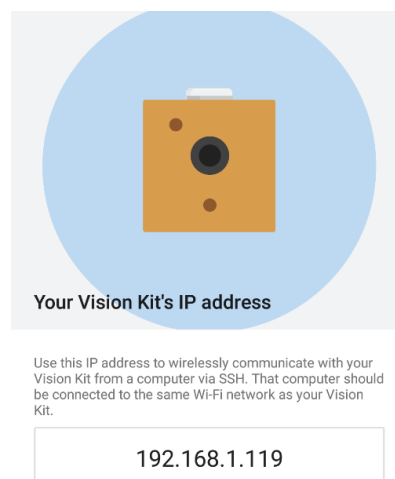 Your Vision Kit's IP address
Use this IP address to wirelessly communicate with your
Vision Kit from a computer via SSH. That computer should
be connected to the same Wi-Fi network as your Vision
Kit.
192.168.1.119